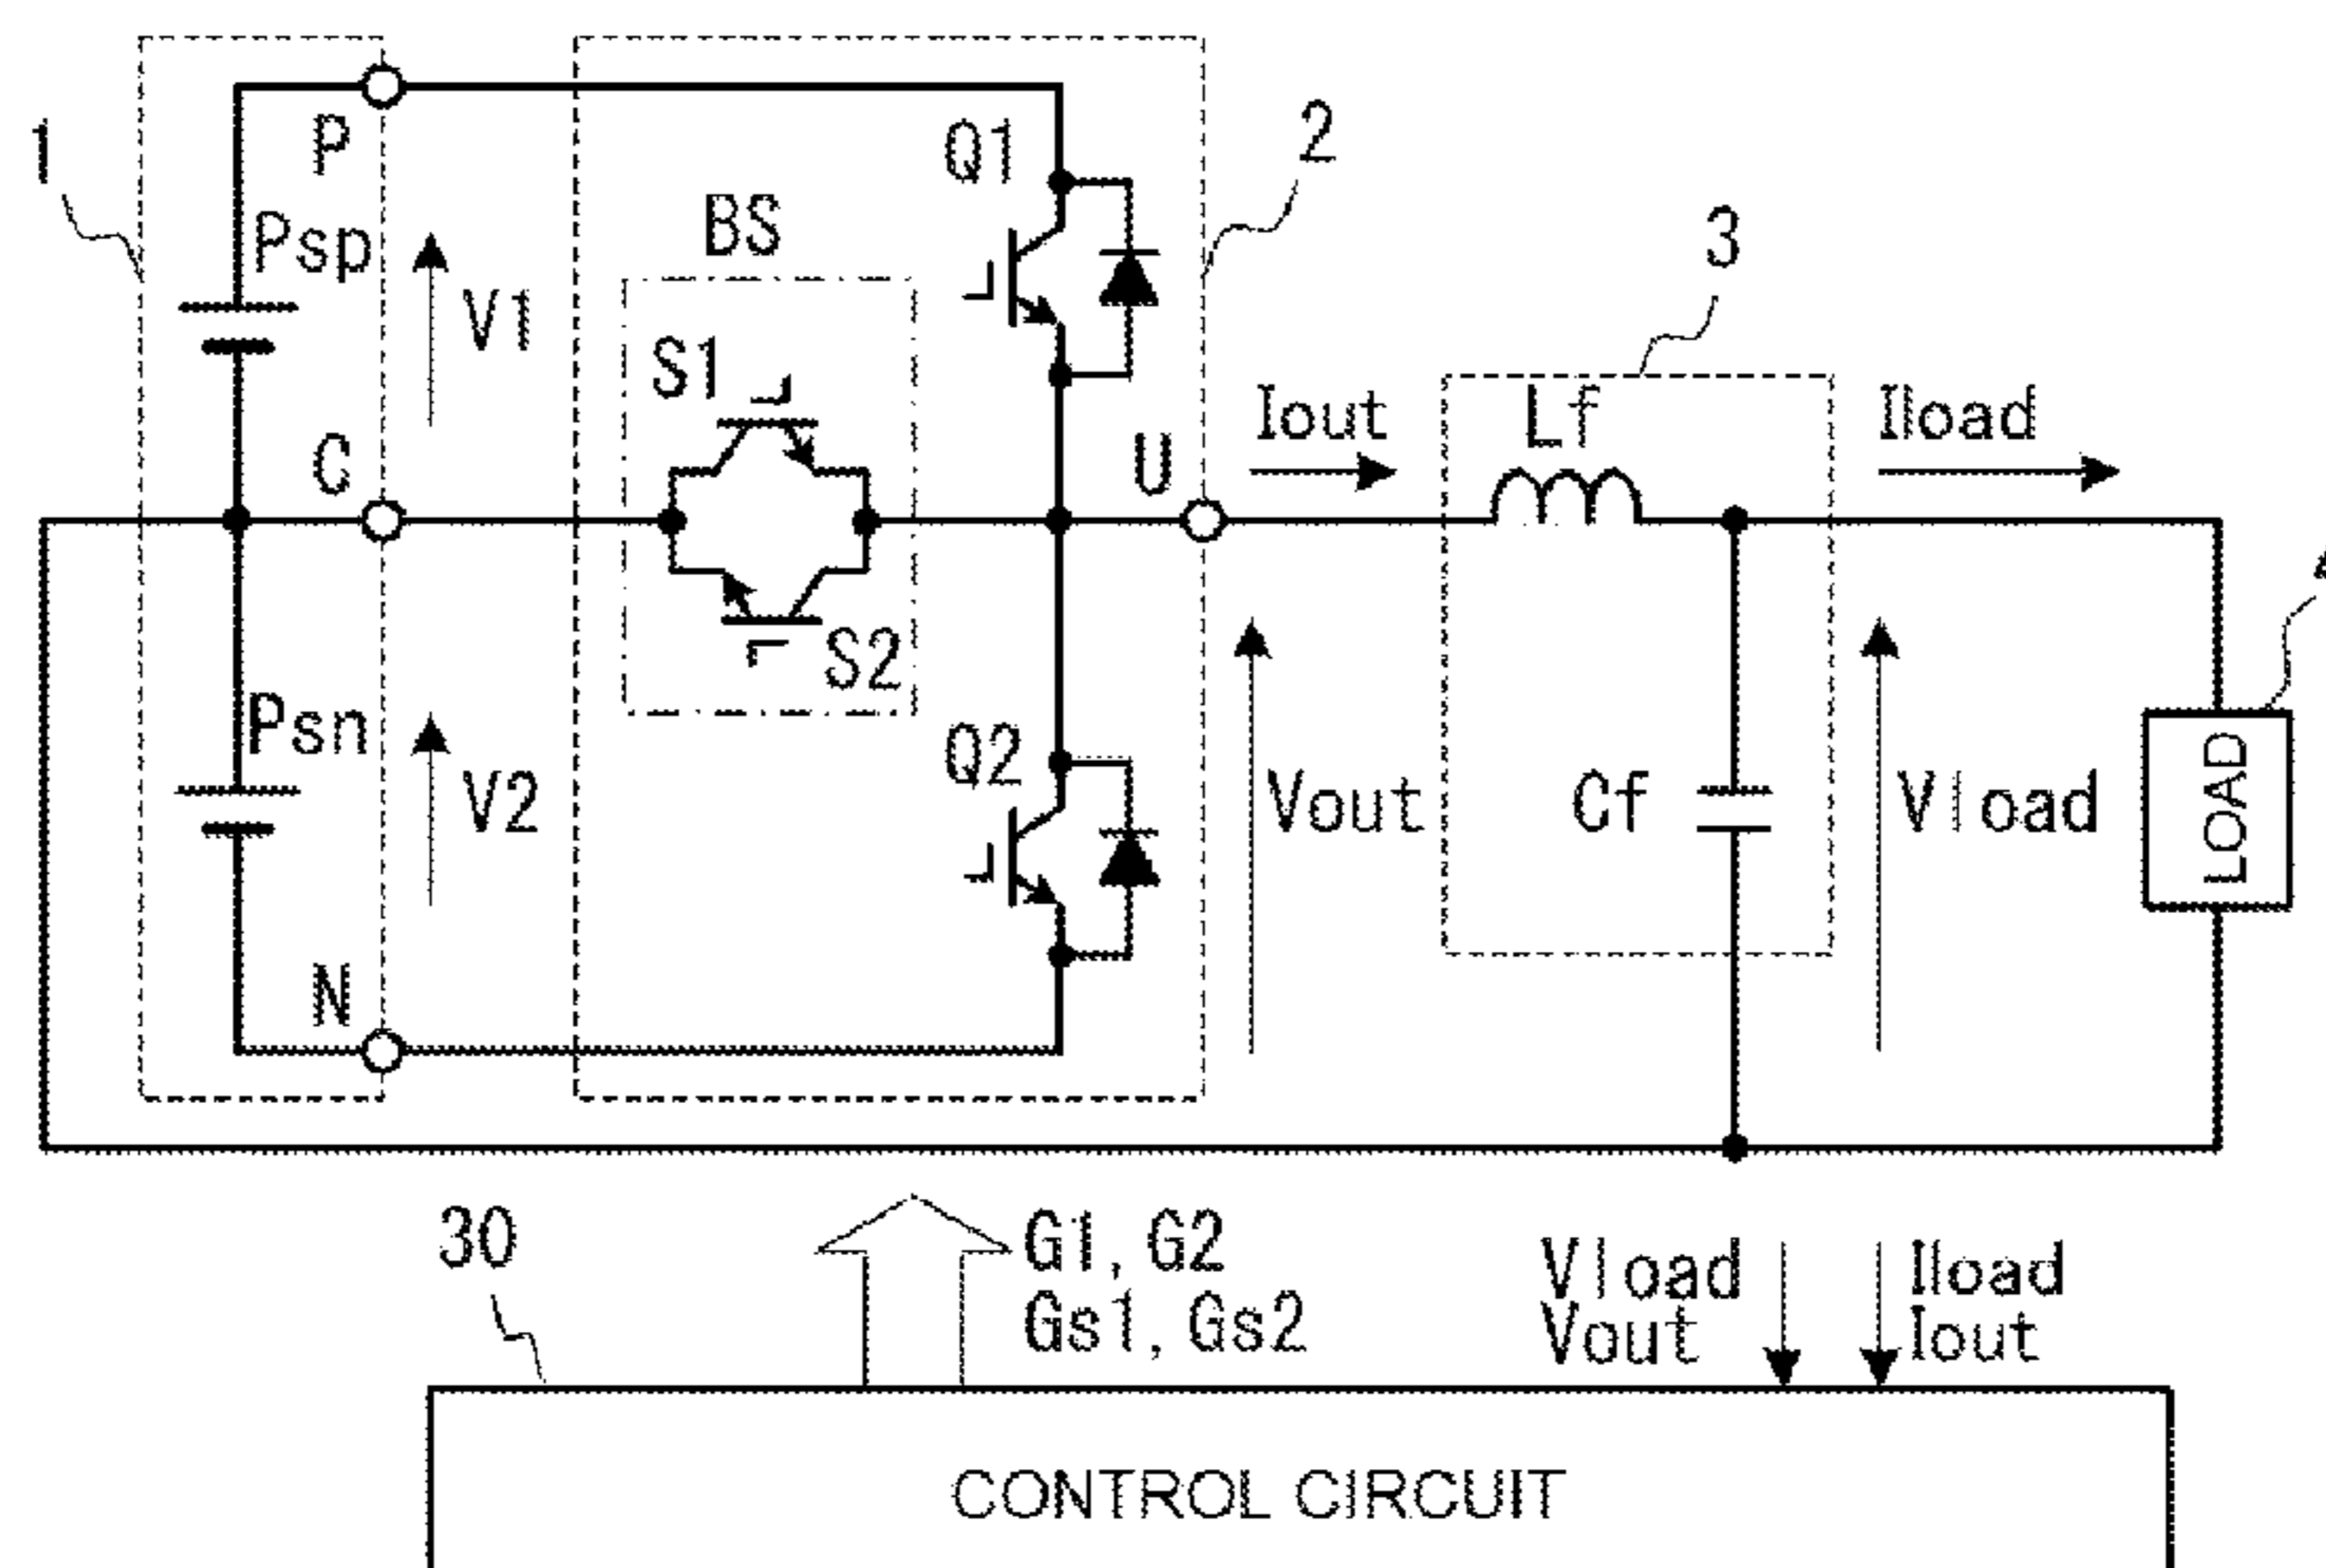 1
P
Psp
V1
BS
Q1
2
S1
C
U
Iout
3
Lf
Iload
S2
Psn
V2
Q2
Vout
Cf
Vload
LOAD
N
30
G1, G2
Gs1, Gs2
Vload
Vout
Iload
Iout
CONTROL CIRCUIT